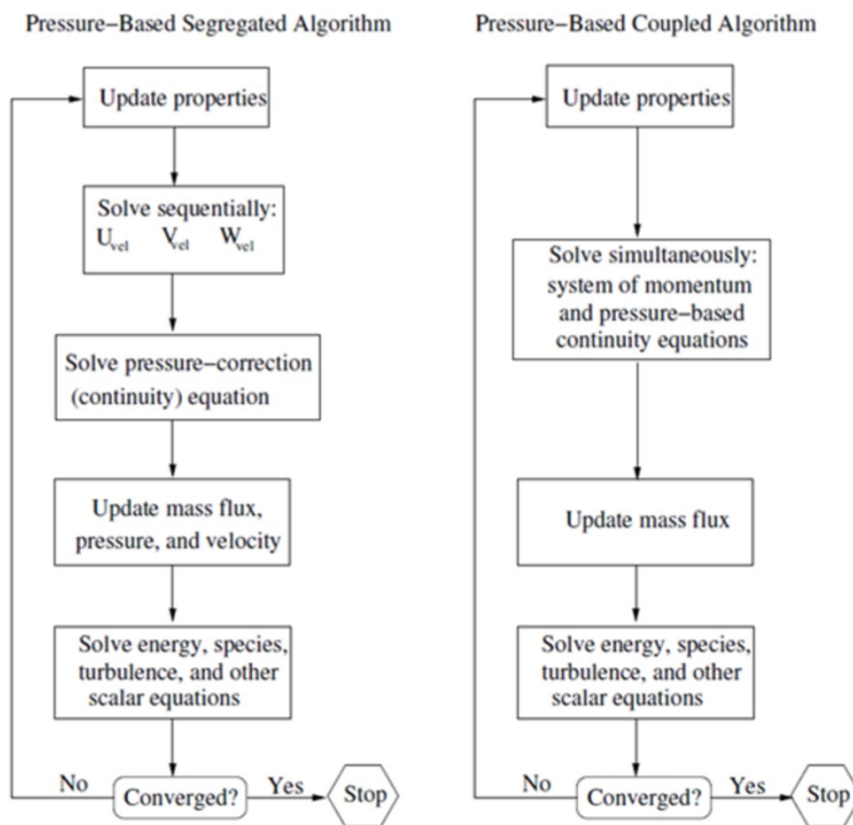 Pressure–Based Segregated Algorithm
Update properties
Solve sequentially:
U_vel V_vel W_vel
Solve pressure–correction
(continuity) equation
Update mass flux,
pressure, and velocity
Solve energy, species,
turbulence, and other
scalar equations
No
Converged?
Yes
Stop
Pressure–Based Coupled Algorithm
Update properties
Solve simultaneously:
system of momentum
and pressure–based
continuity equations
Update mass flux
Solve energy, species,
turbulence, and other
scalar equations
No
Converged?
Yes
Stop